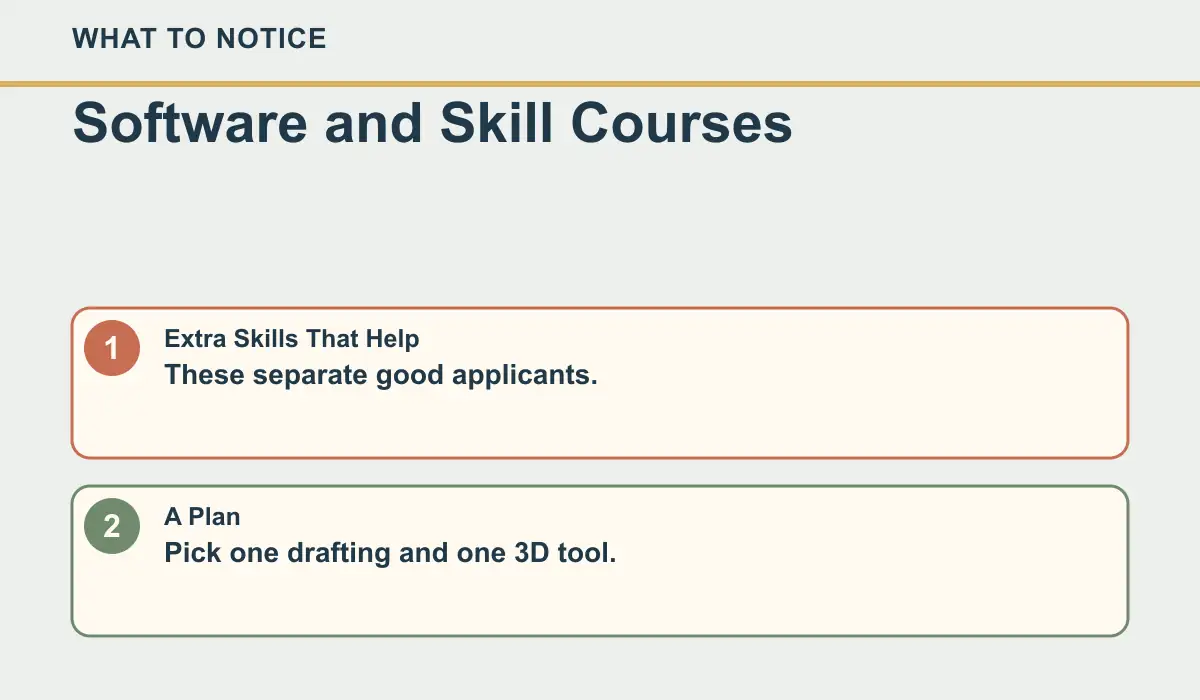 WHAT TO NOTICE
Software and Skill Courses
1
Extra Skills That Help
These separate good applicants.
2
A Plan
Pick one drafting and one 3D tool.